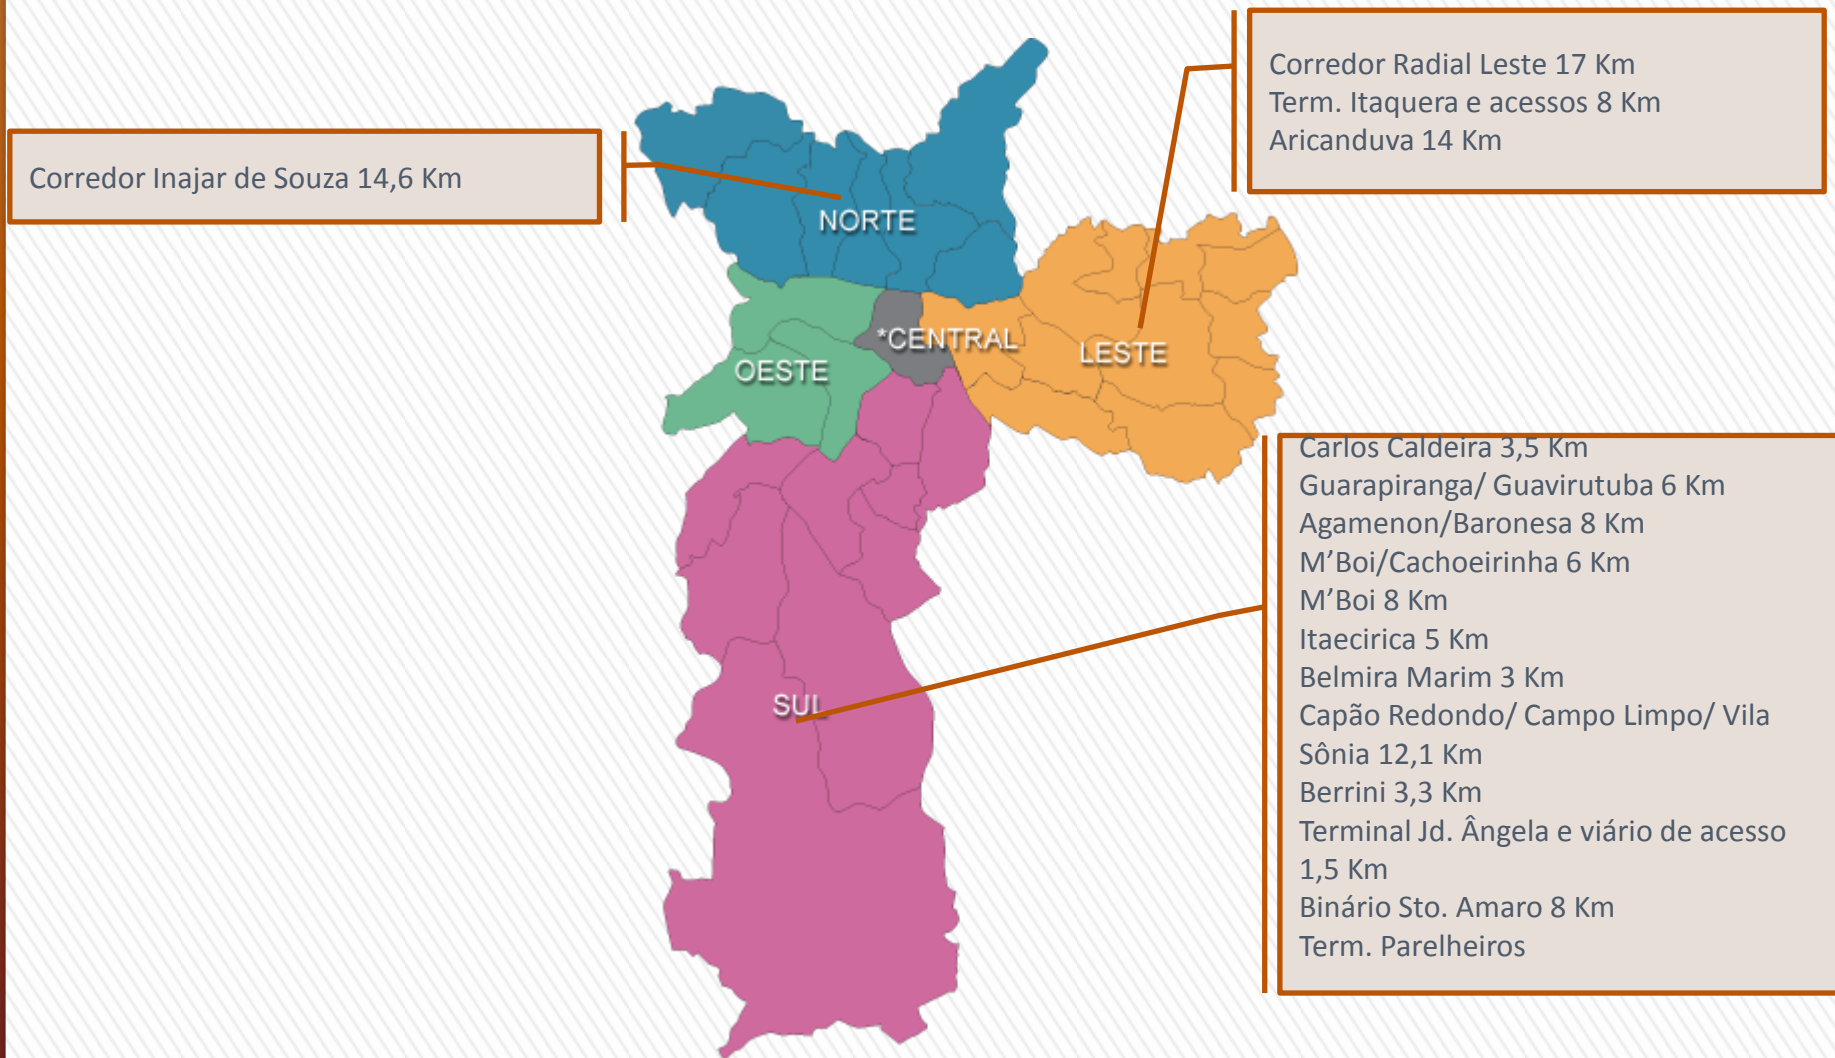 Corredor Radial Leste 17 Km
Term. Itaquera e acessos 8 Km
Aricanduva 14 Km
Corredor Inajar de Souza 14,6 Km
NORTE
*CENTRAL
LESTE
OESTE
SUL
Carlos Caldeira 3,5 Km
Guarapiranga/ Guavirutuba 6 Km
Agamenon/Baronesa 8 Km
M’Boi/Cachoeirinha 6 Km
M’Boi 8 Km
Itaecirica 5 Km
Belmira Marim 3 Km
Capão Redondo/ Campo Limpo/ Vila
Sônia 12,1 Km
Berrini 3,3 Km
Terminal Jd. Ângela e viário de acesso
1,5 Km
Binário Sto. Amaro 8 Km
Term. Parelheiros